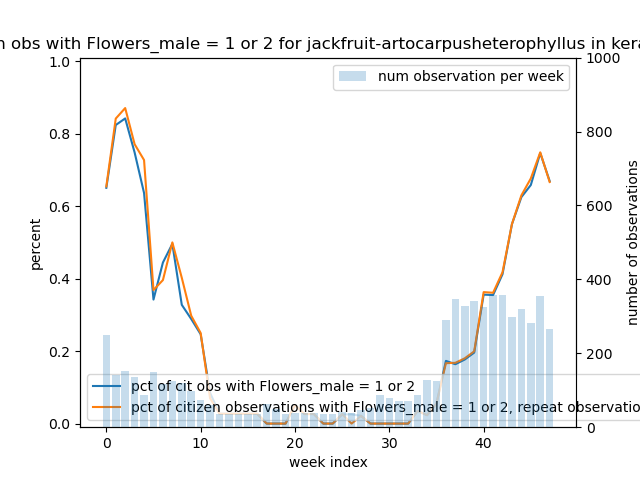 obs with Flowers_male = 1 or 2 for jackfruit-artocarpusheterophyllus in
num observation per week
1.0
0.8
0.6
0.4
0.2
0.0
percent
1000
800
600
400
200
0
number of observations
pct of cit obs with Flowers_male = 1 or 2
pct of citizen observations with Flowers_male = 1 or 2, repeat
0
10
20
30
40
week index